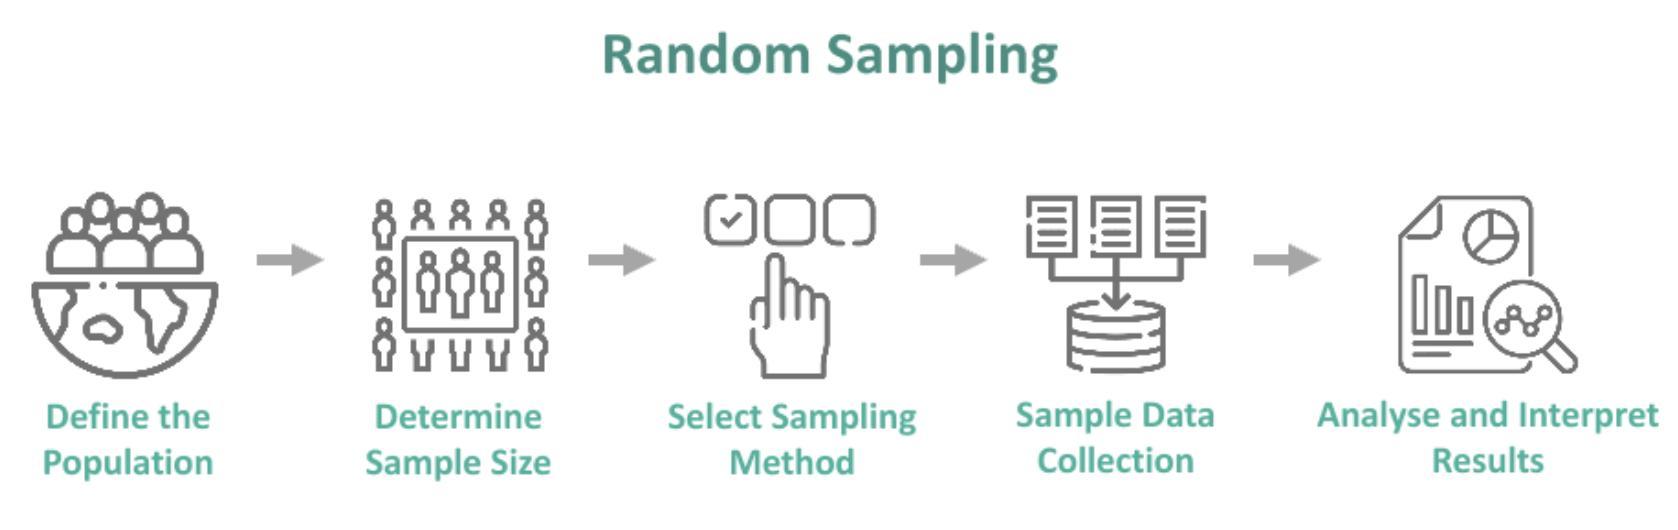 Random Sampling
Define the
Population
Determine
Sample Size
Select Sampling
Method
Sample Data
Collection
Analyse and Interpret
Results